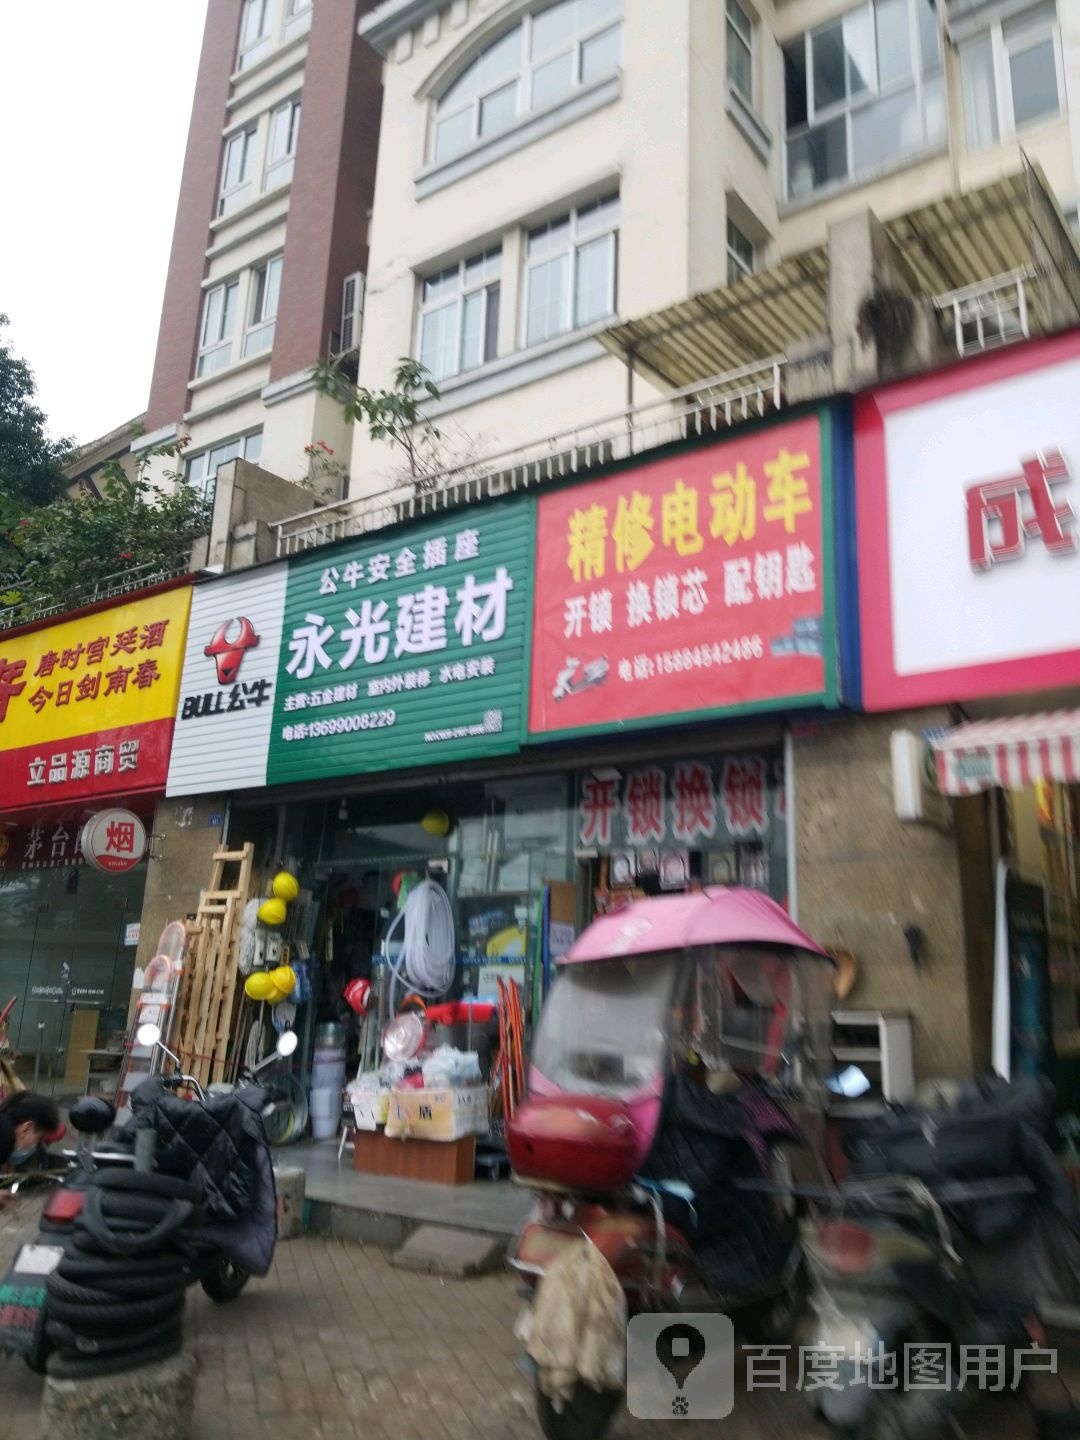 唐时宫廷酒
今日剑南春
立品源商贸
茅台
烟
公牛安全插座
永光建材
BULL公牛
主营:五金建材 室内外装修 水电安装
电话:13699008229
精修电动车
开锁 换锁芯 配钥匙
电话:15884542486
开锁换锁
成
盾
百度地图用户